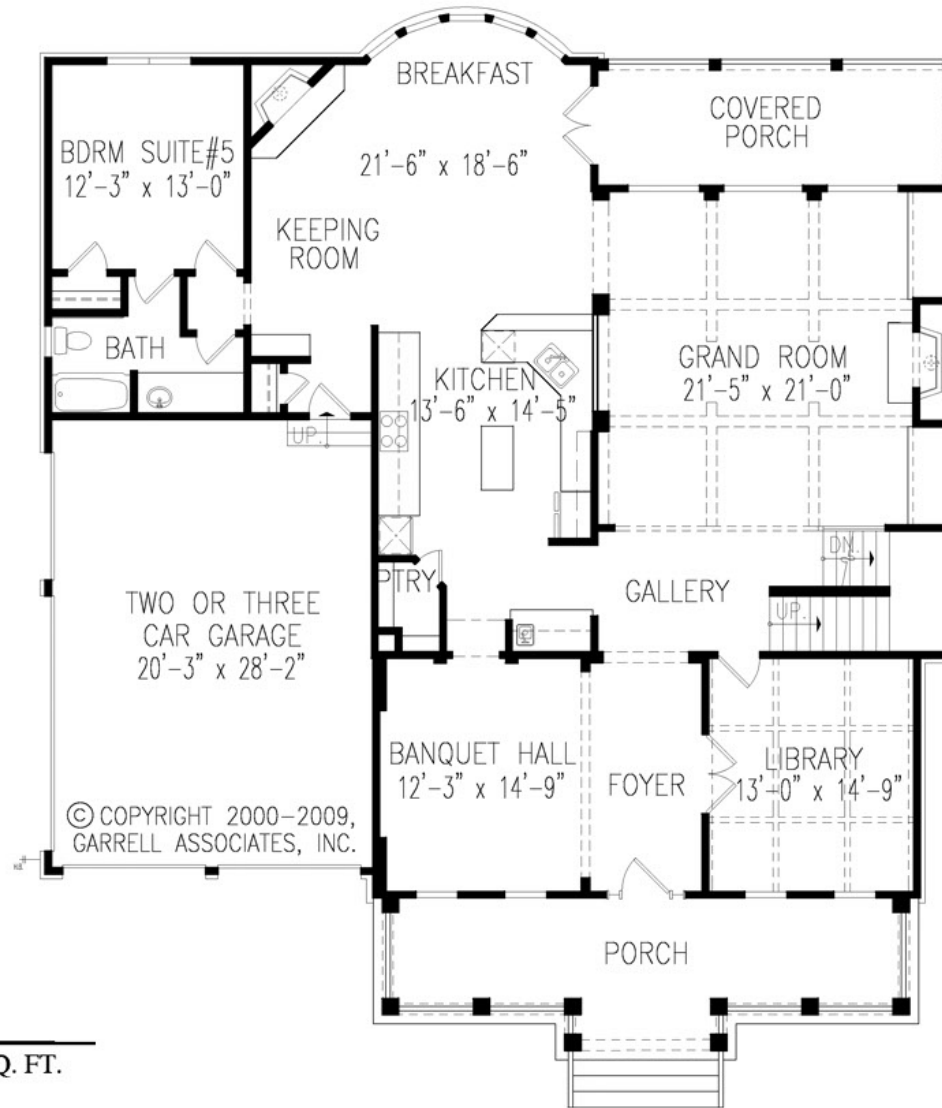 BREAKFAST
21'-6" x 18'-6"
COVERED
PORCH
BDRM SUITE#5
12'-3" x 13'-0"
KEEPING
ROOM
BATH
KITCHEN
13'-6" x 14'-5"
GRAND ROOM
21'-5" x 21'-0"
UP.
PTRY
DN.
GALLERY
UP.
TWO OR THREE
CAR GARAGE
20'-3" x 28'-2"
BANQUET HALL
12'-3" x 14'-9"
FOYER
LIBRARY
13'-0" x 14'-9"
© COPYRIGHT 2000-2009,
GARRELL ASSOCIATES, INC.
PORCH
Q. FT.